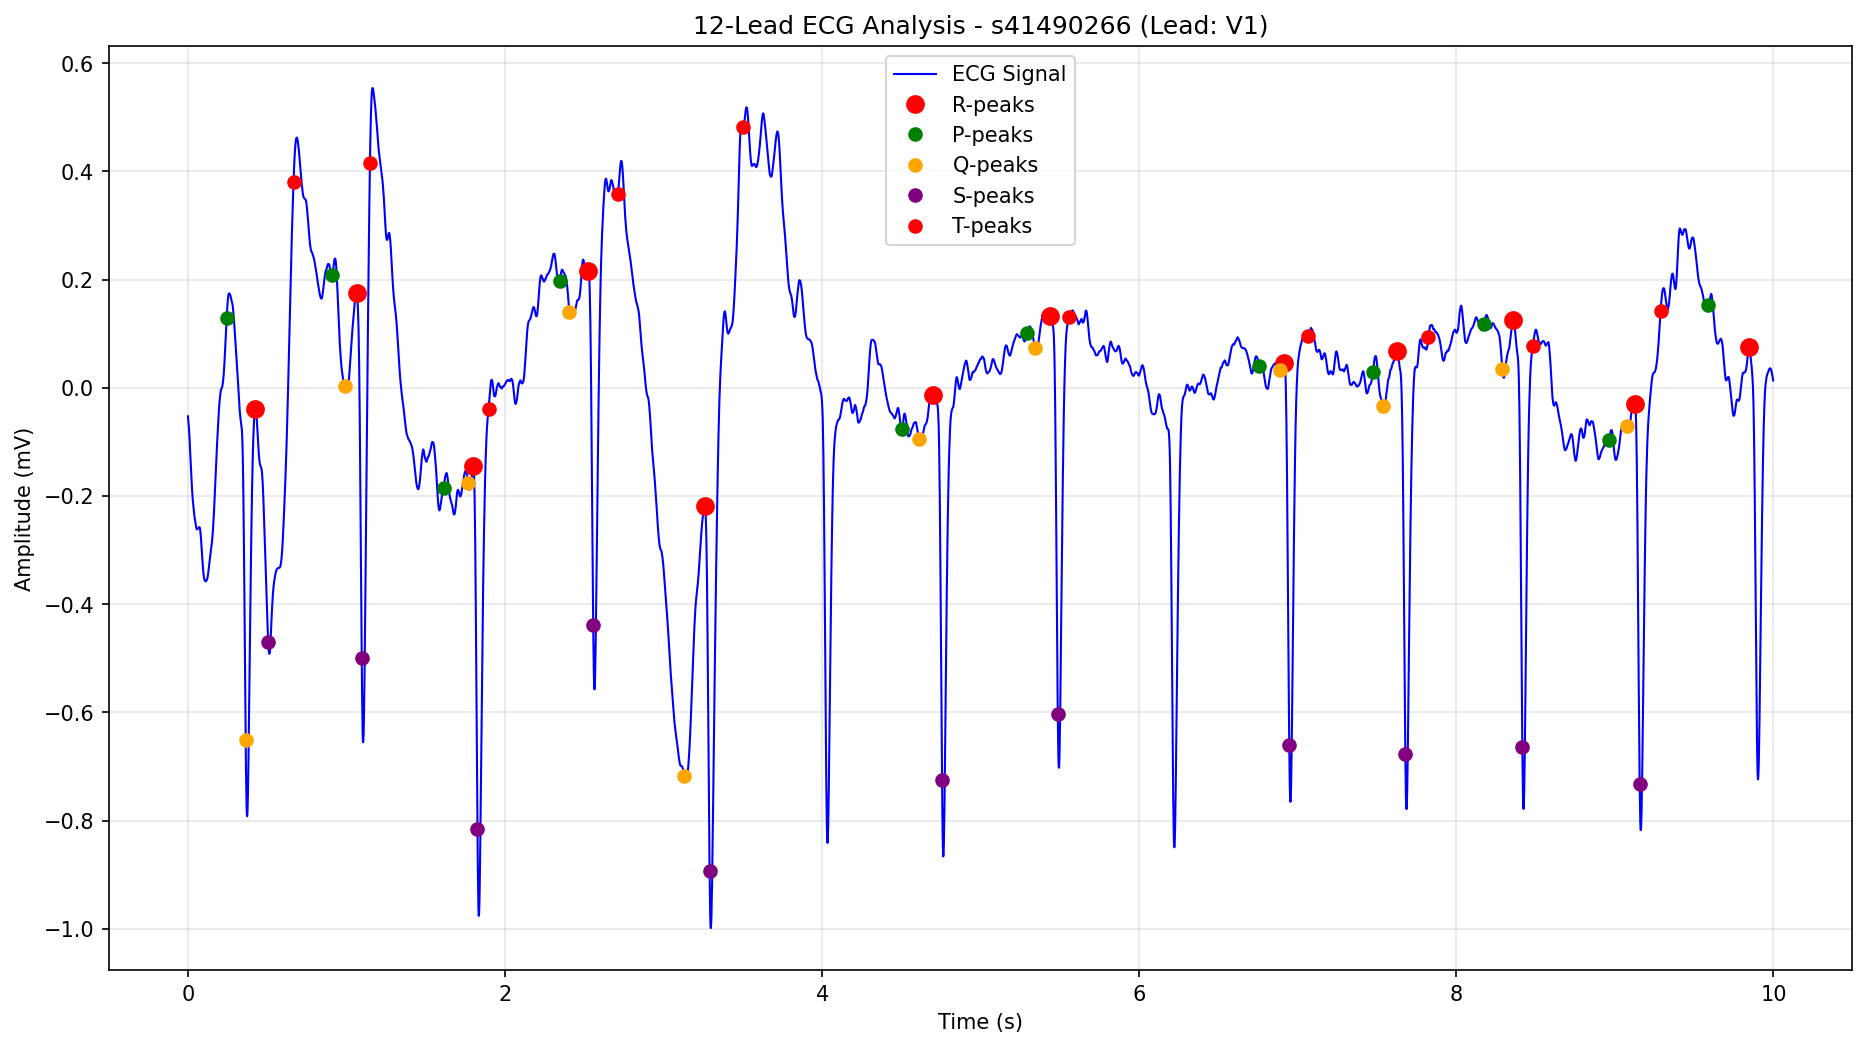 12-Lead ECG Analysis - s41490266 (Lead: V1)
ECG Signal
R-peaks
P-peaks
Q-peaks
S-peaks
T-peaks
Amplitude (mV)
0.6
0.4
0.2
0.0
−0.2
−0.4
−0.6
−0.8
−1.0
0 2 4 6 8 10
Time (s)